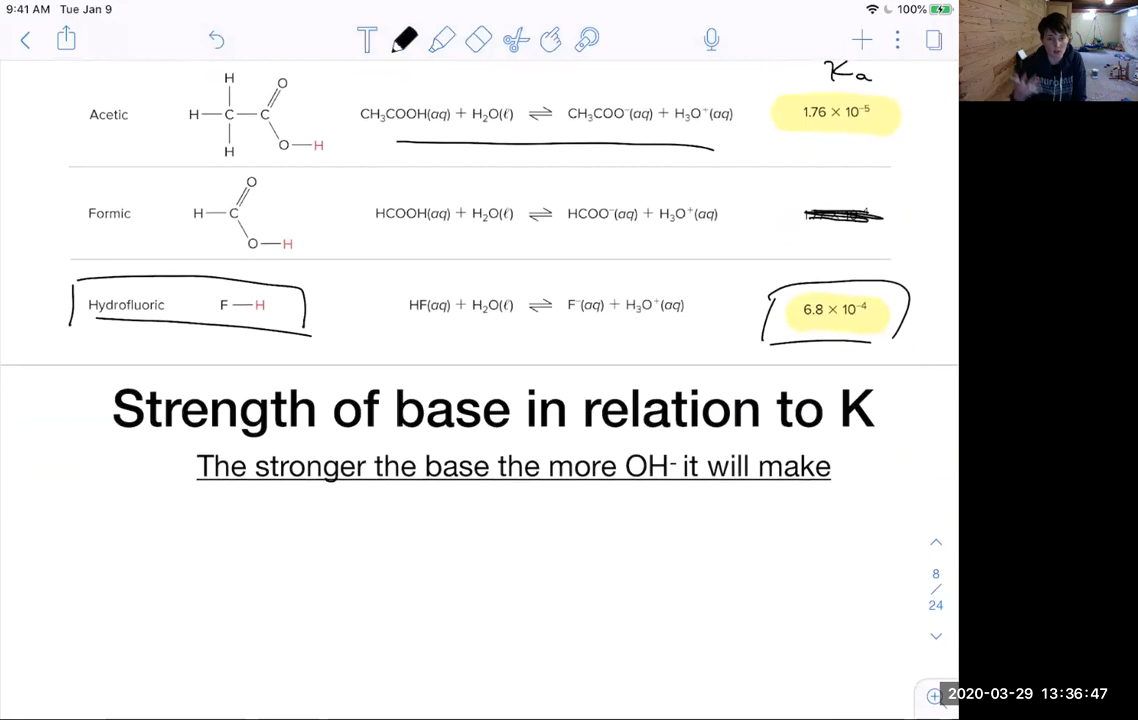 9:41 AM Tue Jan 9
100%
T
Ka
H O
Acetic H—C—C CH₃COOH(aq) + H₂O(ℓ) ⇌ CH₃COO⁻(aq) + H₃O⁺(aq) 1.76 × 10⁻⁵
H O—H
O
Formic H—C HCOOH(aq) + H₂O(ℓ) ⇌ HCOO⁻(aq) + H₃O⁺(aq)
O—H
Hydrofluoric F—H HF(aq) + H₂O(ℓ) ⇌ F⁻(aq) + H₃O⁺(aq) 6.8 × 10⁻⁴
Strength of base in relation to K
The stronger the base the more OH⁻ it will make
8
/
24
2020-03-29 13:36:47